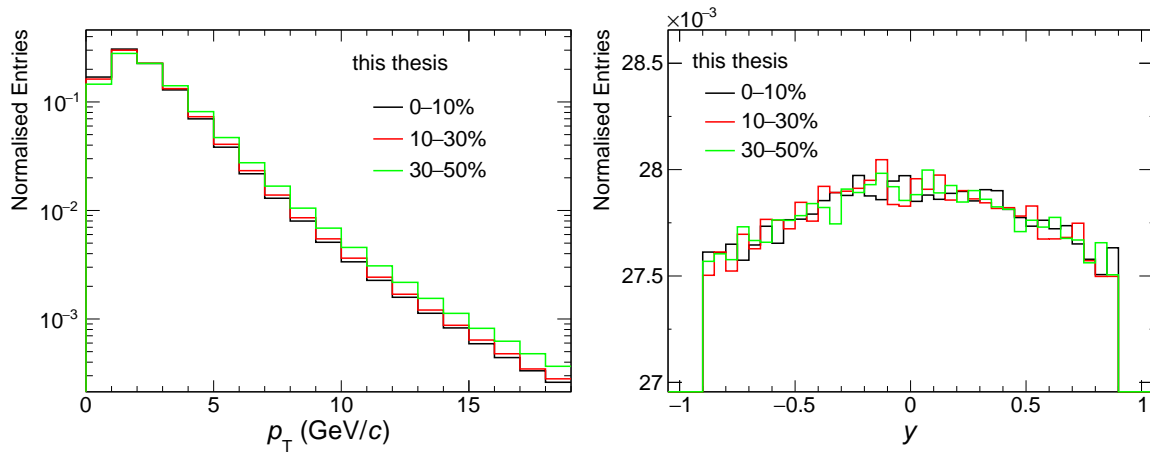 Normalised Entries
this thesis
0–10%
10–30%
30–50%
10⁻¹
10⁻²
10⁻³
0 5 10 15
p_T (GeV/c)
×10⁻³
Normalised Entries
28.5
28
27.5
27
this thesis
0–10%
10–30%
30–50%
−1 −0.5 0 0.5 1
y